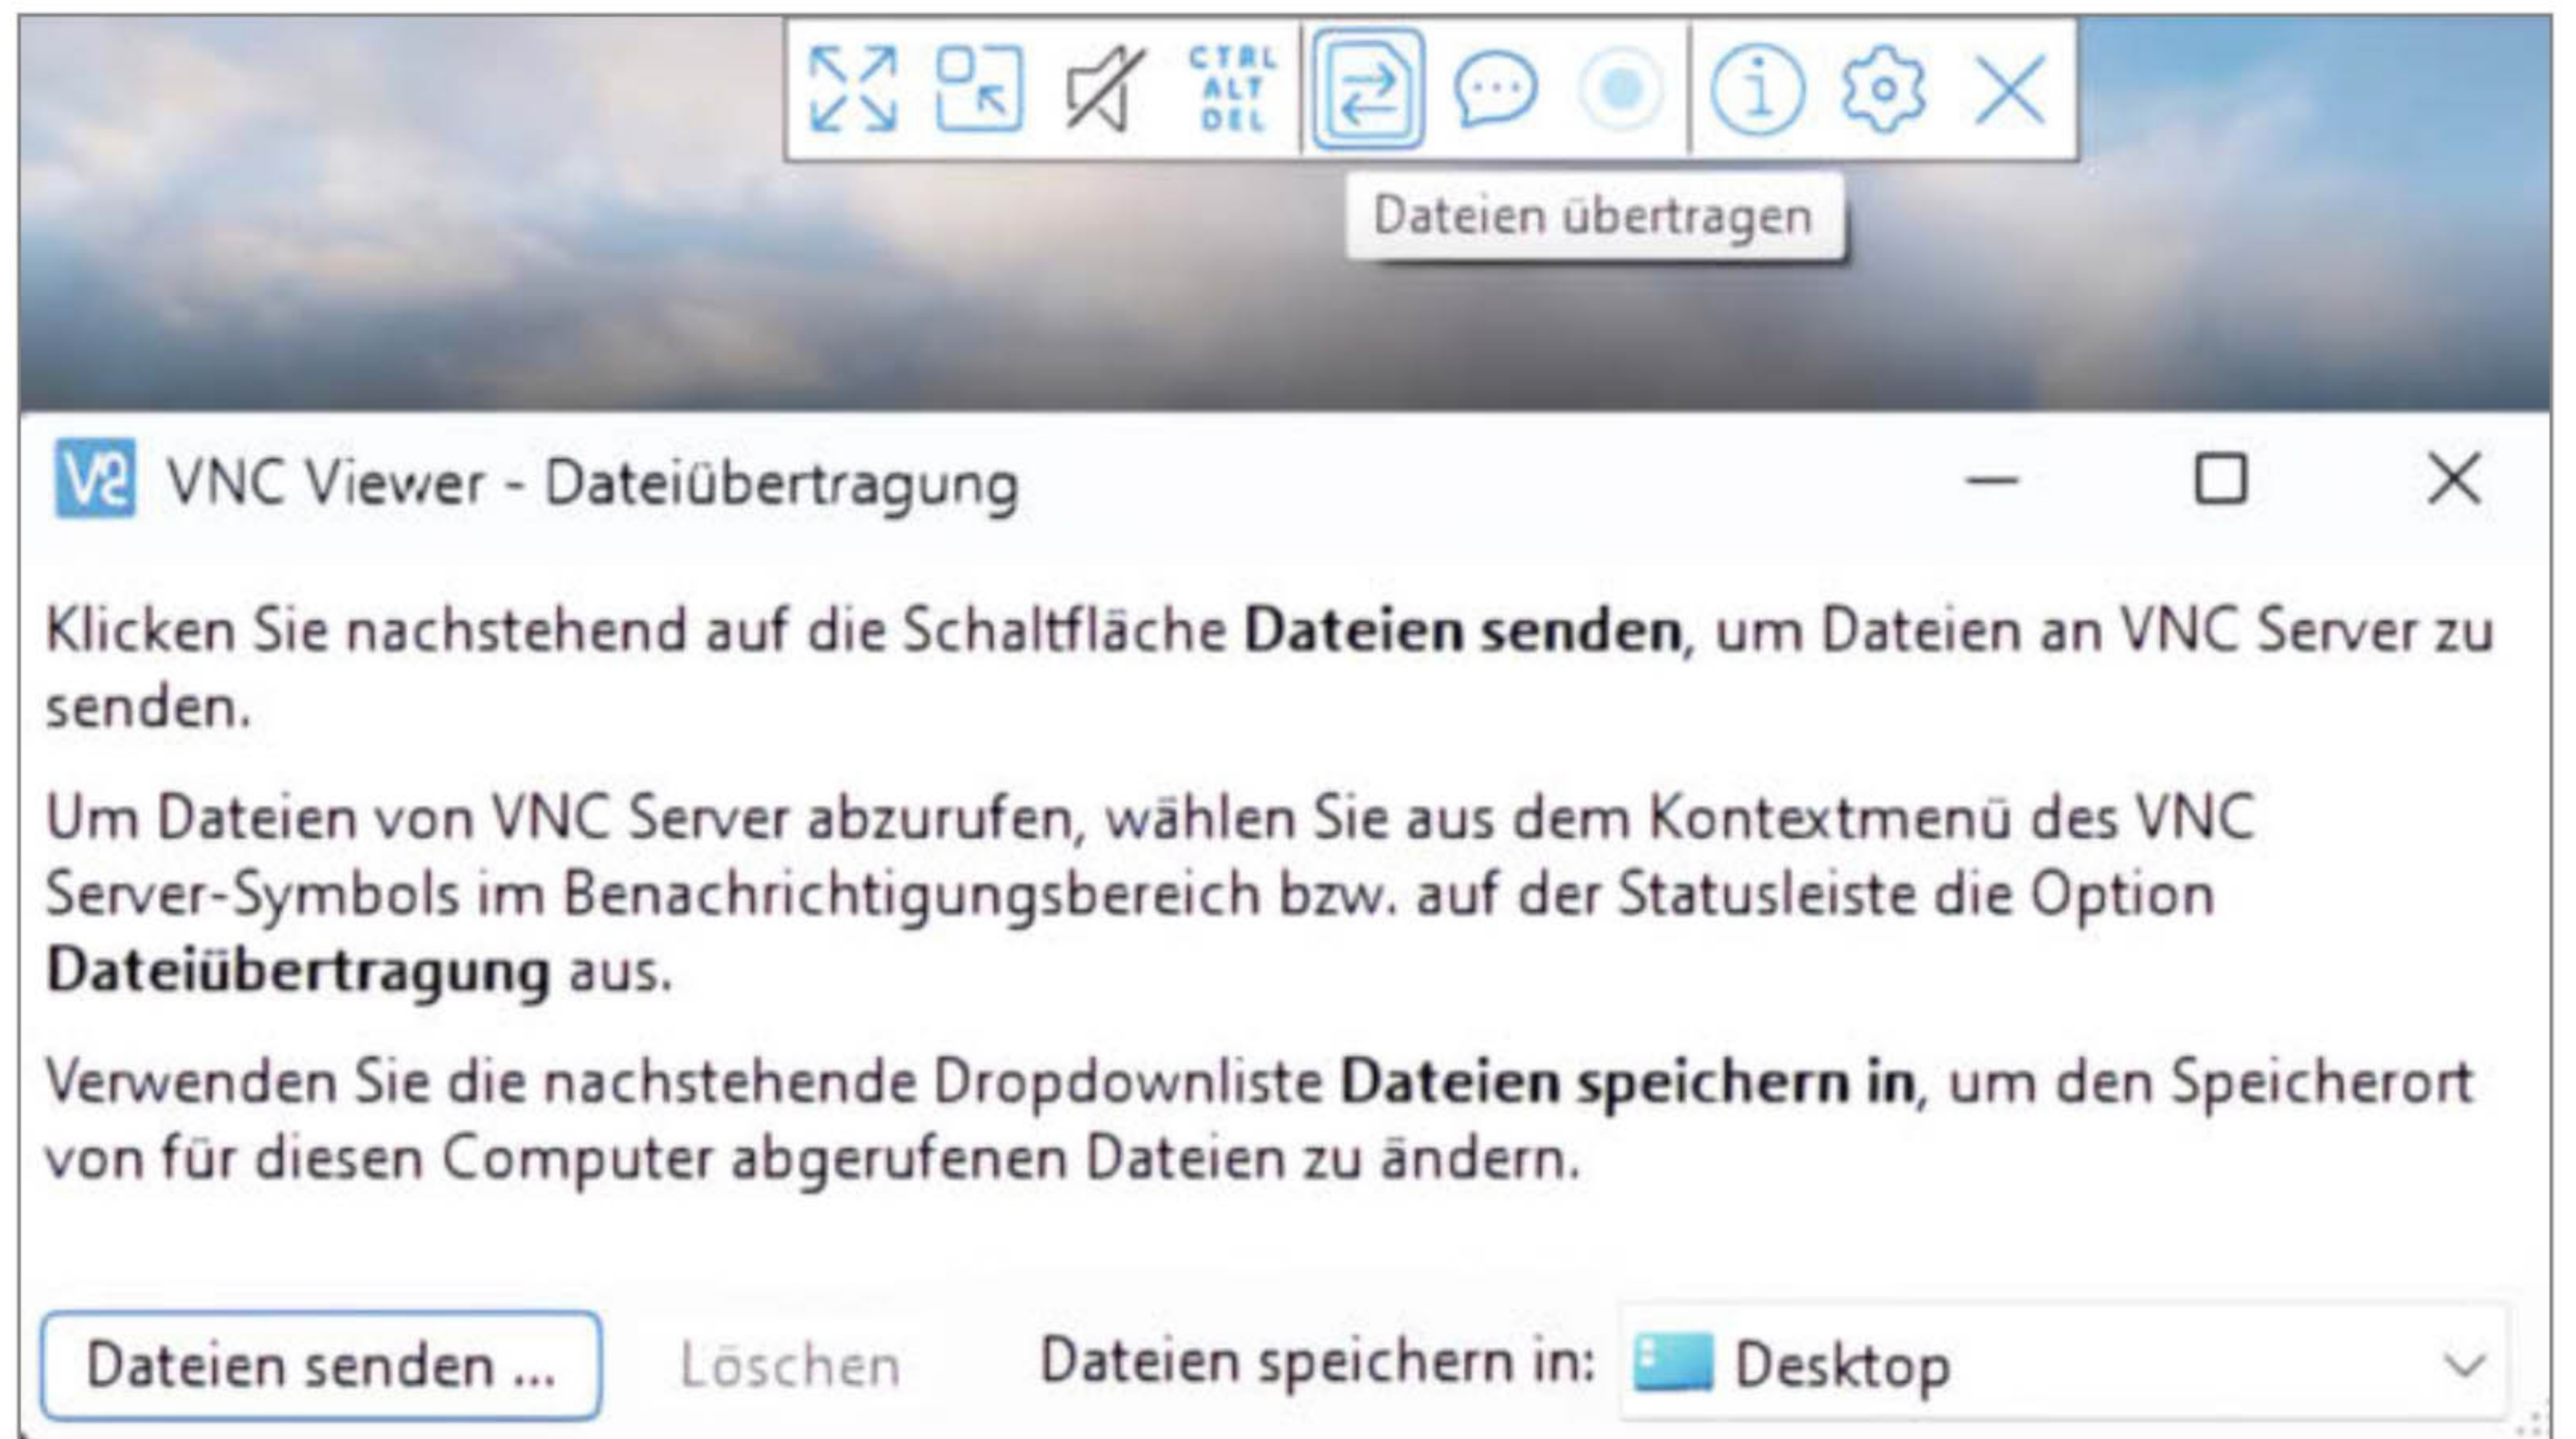 CTRL
ALT
DEL
Dateien übertragen
V2 VNC Viewer - Dateiübertragung
Klicken Sie nachstehend auf die Schaltfläche Dateien senden, um Dateien an VNC Server zu
senden.
Um Dateien von VNC Server abzurufen, wählen Sie aus dem Kontextmenü des VNC
Server-Symbols im Benachrichtigungsbereich bzw. auf der Statusleiste die Option
Dateiübertragung aus.
Verwenden Sie die nachstehende Dropdownliste Dateien speichern in, um den Speicherort
von für diesen Computer abgerufenen Dateien zu ändern.
Dateien senden ... Löschen Dateien speichern in: Desktop